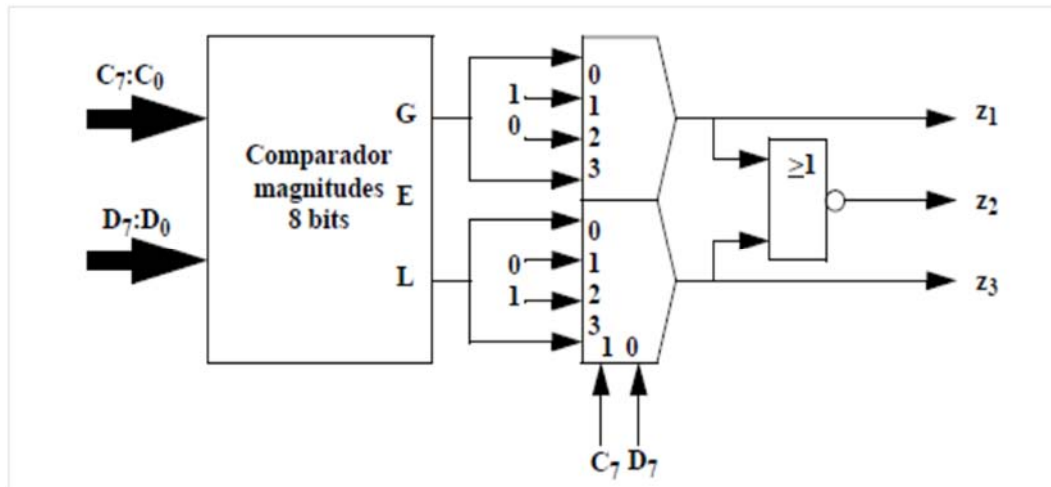 C7:C0
D7:D0
Comparador
magnitudes
8 bits
G
E
L
1
0
0
1
2
3
0
1
0
1
2
3
1 0
C7 D7
≥1
z1
z2
z3